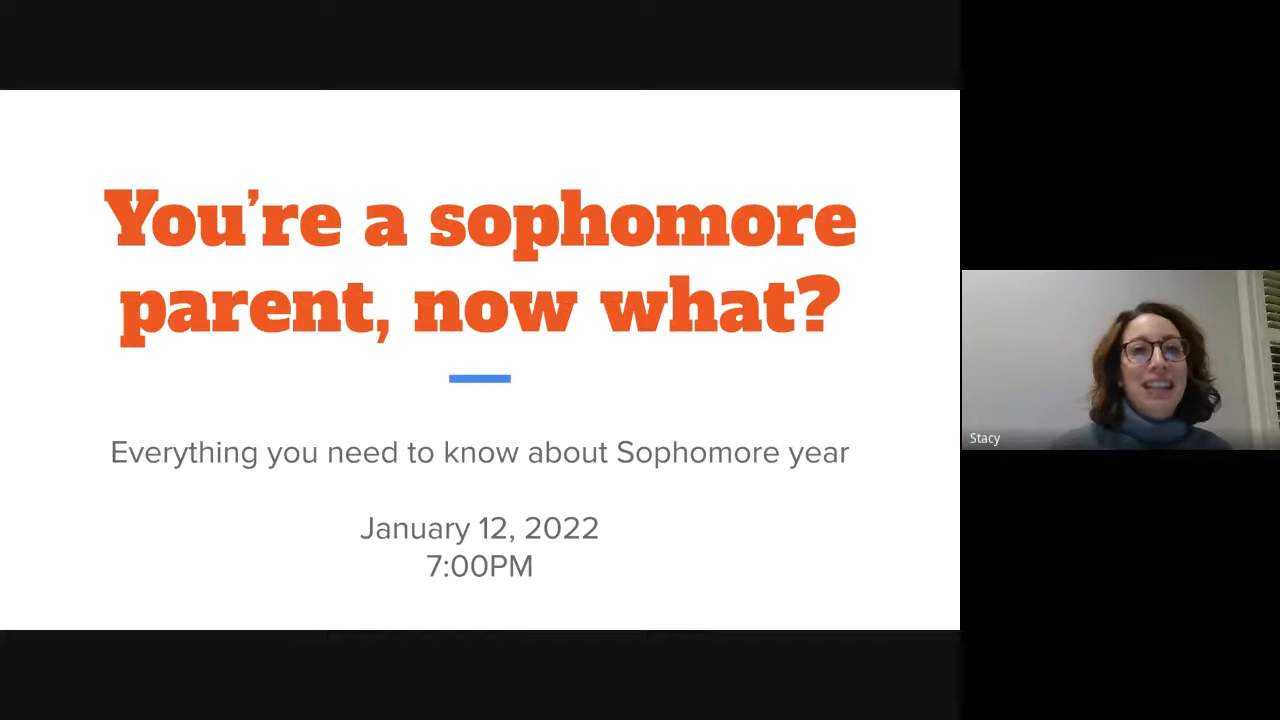 You're a sophomore
parent, now what?
Everything you need to know about Sophomore year
January 12, 2022
7:00PM
Stacy